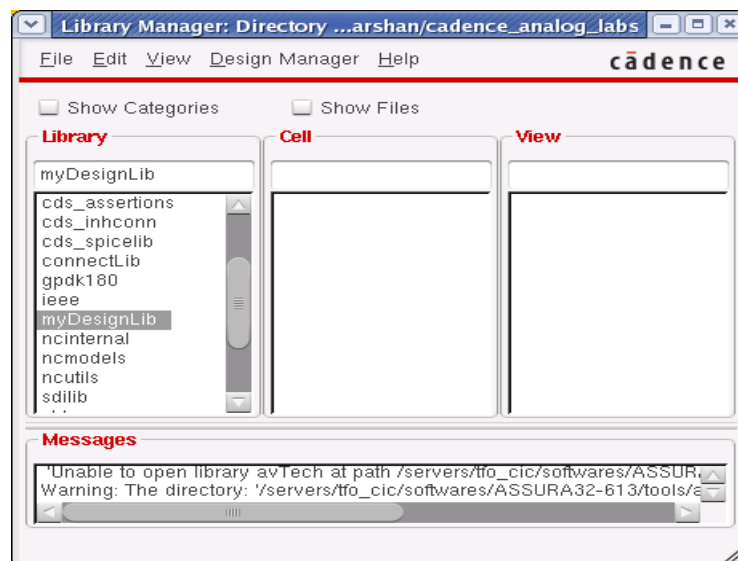 Library Manager: Directory ...arshan/cadence_analog_labs
File Edit View Design Manager Help cādence
Show Categories Show Files
Library Cell View
myDesignLib
cds_assertions
cds_inhconn
cds_spicelib
connectLib
gpdk180
ieee
myDesignLib
ncinternal
ncmodels
ncutils
sdilib
Messages
'Unable to open library avTech at path /servers/tfo_cic/softwares/ASSUR
Warning: The directory: '/servers/tfo_cic/softwares/ASSURA32-613/tools/a